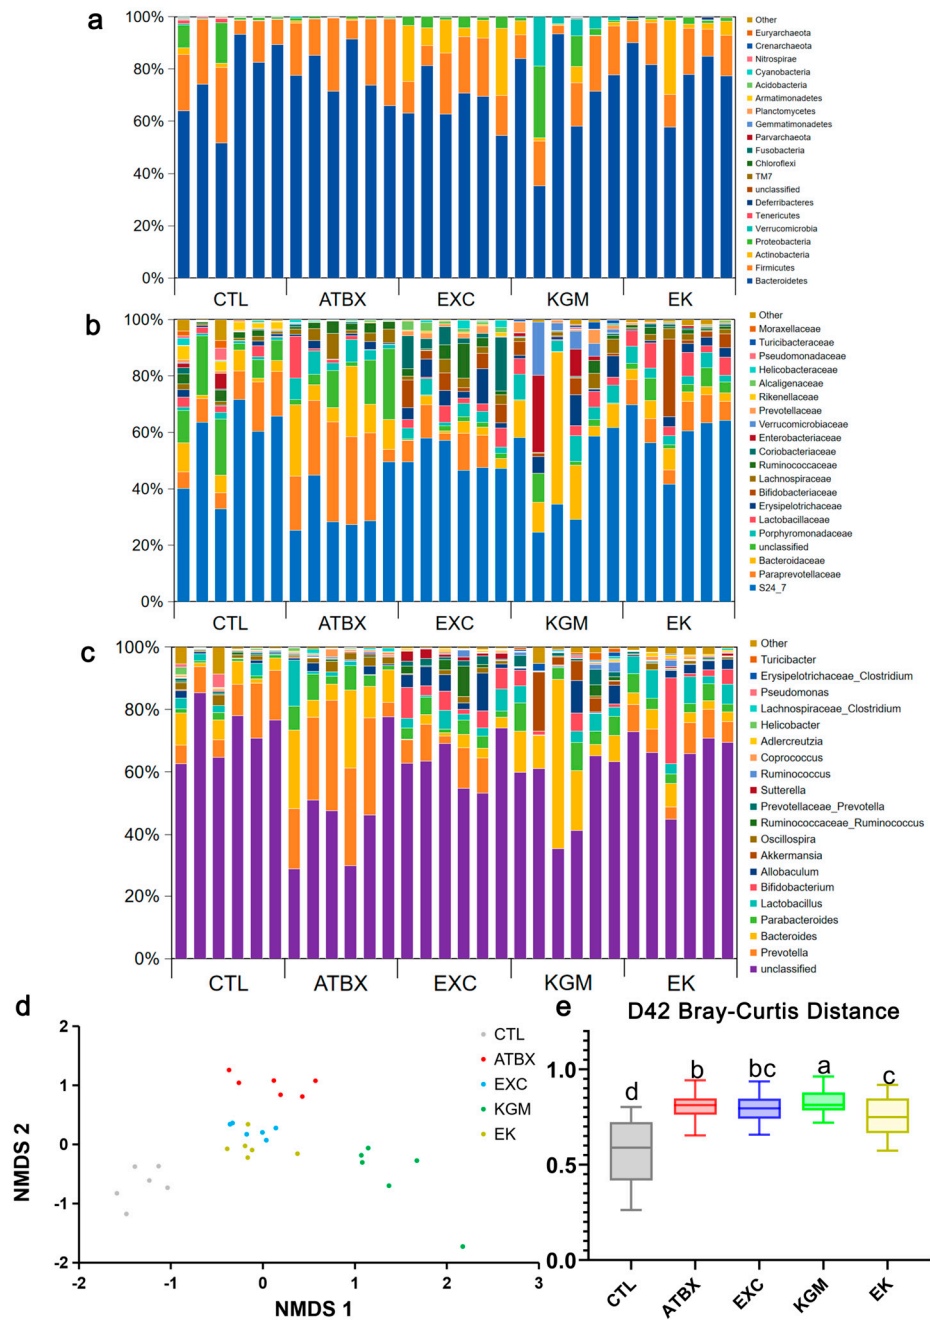 a
100%
80%
60%
40%
20%
0%
CTL
ATBX
EXC
KGM
EK
Other
Euryarchaeota
Crenarchaeota
Nitrospirae
Cyanobacteria
Acidobacteria
Armatimonadetes
Planctomycetes
Gemmatimonadetes
Parvarchaeota
Fusobacteria
Chloroflexi
TM7
unclassified
Deferribacteres
Tenericutes
Verrucomicrobia
Proteobacteria
Actinobacteria
Firmicutes
Bacteroidetes
b
100%
80%
60%
40%
20%
0%
CTL
ATBX
EXC
KGM
EK
Other
Moraxellaceae
Turicibacteraceae
Pseudomonadaceae
Helicobacteraceae
Alcaligenaceae
Rikenellaceae
Prevotellaceae
Verrucomicrobiaceae
Enterobacteriaceae
Coriobacteriaceae
Ruminococcaceae
Lachnospiraceae
Bifidobacteriaceae
Erysipelotrichaceae
Lactobacillaceae
Porphyromonadaceae
unclassified
Bacteroidaceae
Paraprevotellaceae
S24_7
c
100%
80%
60%
40%
20%
0%
CTL
ATBX
EXC
KGM
EK
Other
Turicibacter
Erysipelotrichaceae_Clostridium
Pseudomonas
Lachnospiraceae_Clostridium
Helicobacter
Adlercreutzia
Coprococcus
Ruminococcus
Sutterella
Prevotellaceae_Prevotella
Ruminoccocaceae_Ruminococcus
Oscillospira
Akkermansia
Allobaculum
Bifidobacterium
Lactobacillus
Parabacteroides
Bacteroides
Prevotella
unclassified
d
NMDS 2
2
1
0
-1
-2
-2
-1
0
1
2
3
NMDS 1
CTL
ATBX
EXC
KGM
EK
e
D42 Bray-Curtis Distance
1.0
0.5
0.0
d
b
bc
a
c
CTL
ATBX
EXC
KGM
EK